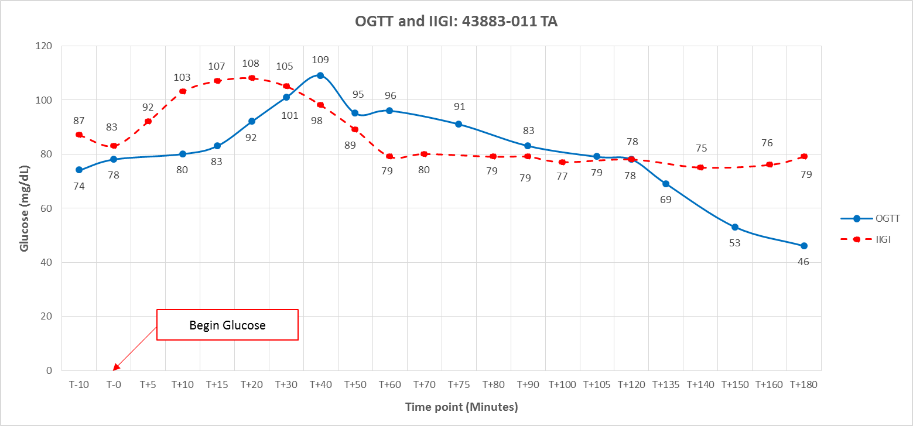 OGTT and IIGI: 43883-011 TA
120
100
80
60
40
20
0
Glucose (mg/dL)
87 83 92 103 107 108 105 109 95 96 91 83 78 75 76
74 78 80 83 92 101 98 89 79 80 79 79 77 79 78 69 53 46 79
OGTT
IIGI
Begin Glucose
T-10 T-0 T+5 T+10 T+15 T+20 T+30 T+40 T+50 T+60 T+70 T+75 T+80 T+90 T+100 T+105 T+120 T+135 T+140 T+150 T+160 T+180
Time point (Minutes)